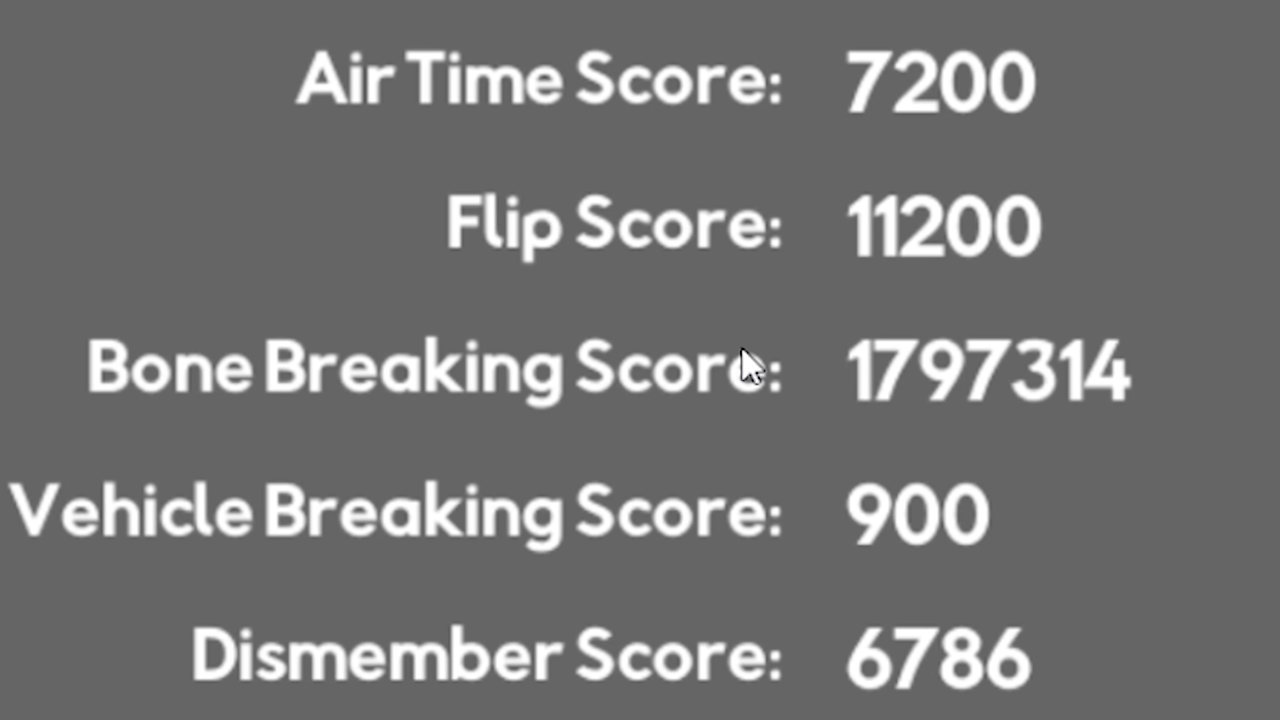 Air Time Score: 7200
Flip Score: 11200
Bone Breaking Score: 1797314
Vehicle Breaking Score: 900
Dismember Score: 6786